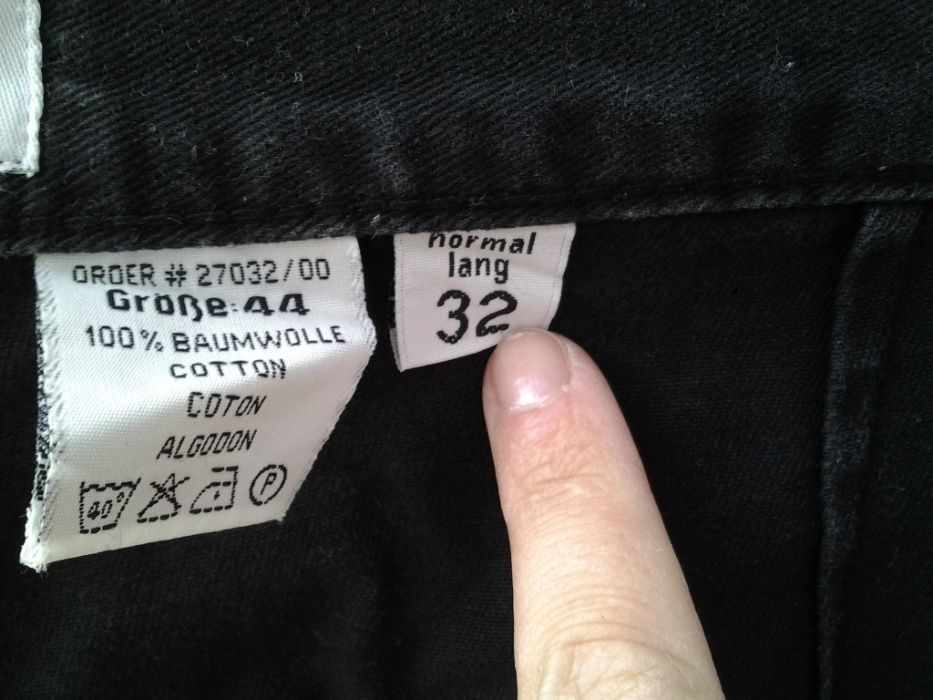 ORDER # 27032/00
Größe: 44
100% BAUMWOLLE
COTTON
COTON
ALGODON
40° P
normal
lang
32